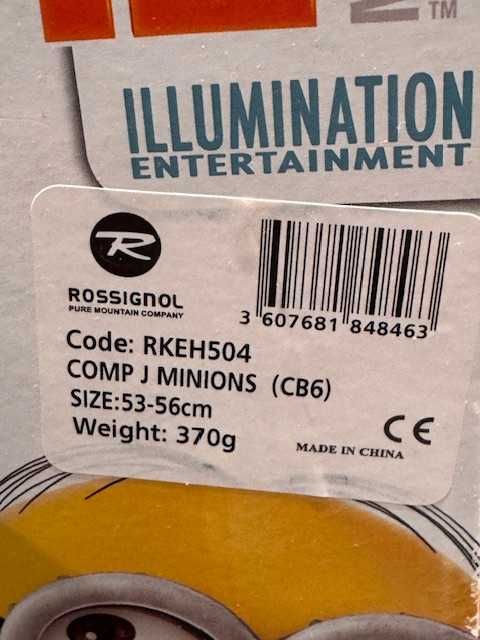 TM
ILLUMINATION
ENTERTAINMENT
R
ROSSIGNOL
PURE MOUNTAIN COMPANY
3 607681 848463
Code: RKEH504
COMP J MINIONS (CB6)
SIZE:53-56cm
Weight: 370g
CE
MADE IN CHINA